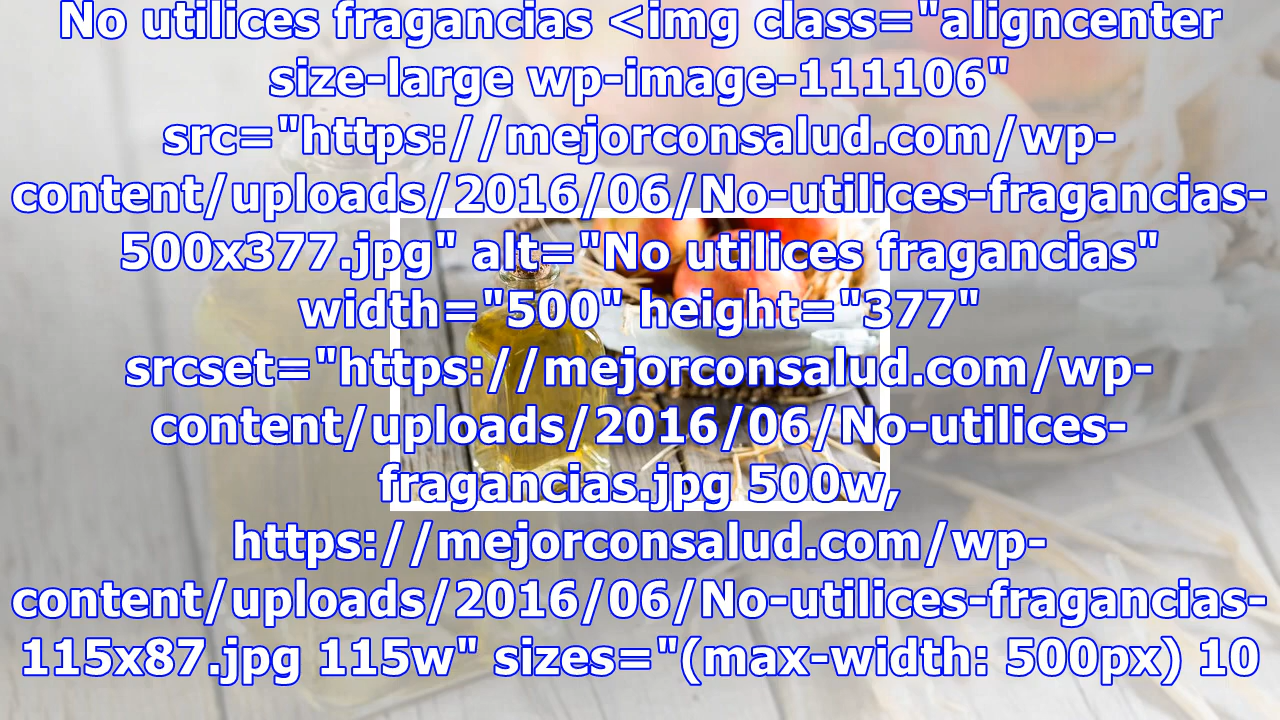 No utilices fragancias <img class="aligncenter
size-large wp-image-111106"
src="https://mejorconsalud.com/wp-
content/uploads/2016/06/No-utilices-fragancias-
500x377.jpg" alt="No utilices fragancias"
width="500" height="377"
srcset="https://mejorconsalud.com/wp-
content/uploads/2016/06/No-utilices-
fragancias.jpg 500w,
https://mejorconsalud.com/wp-
content/uploads/2016/06/No-utilices-fragancias-
115x87.jpg 115w" sizes="(max-width: 500px) 10